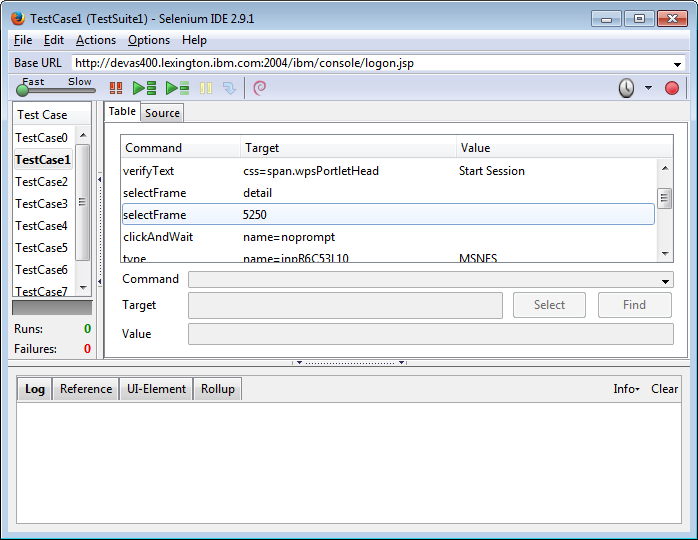 TestCase1 (TestSuite1) - Selenium IDE 2.9.1
File Edit Actions Options Help
Base URL http://devas400.lexington.ibm.com:2004/ibm/console/logon.jsp
Fast Slow
Test Case
TestCase0
TestCase1
TestCase2
TestCase3
TestCase4
TestCase5
TestCase6
TestCase7
Runs: 0
Failures: 0
Table Source
Command Target Value
verifyText css=span.wpsPortletHead Start Session
selectFrame detail
selectFrame 5250
clickAndWait name=noprompt
type name=inpR6C53L10 MSNES
Command
Target Select Find
Value
Log Reference UI-Element Rollup Info Clear